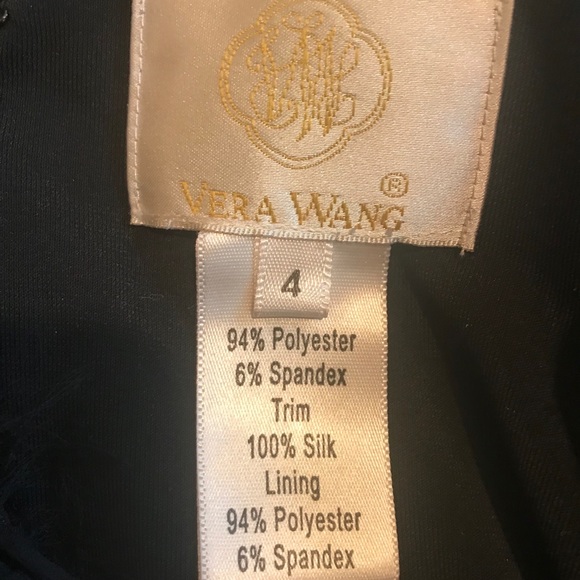 VERA WANG ®
4
94% Polyester
6% Spandex
Trim
100% Silk
Lining
94% Polyester
6% Spandex